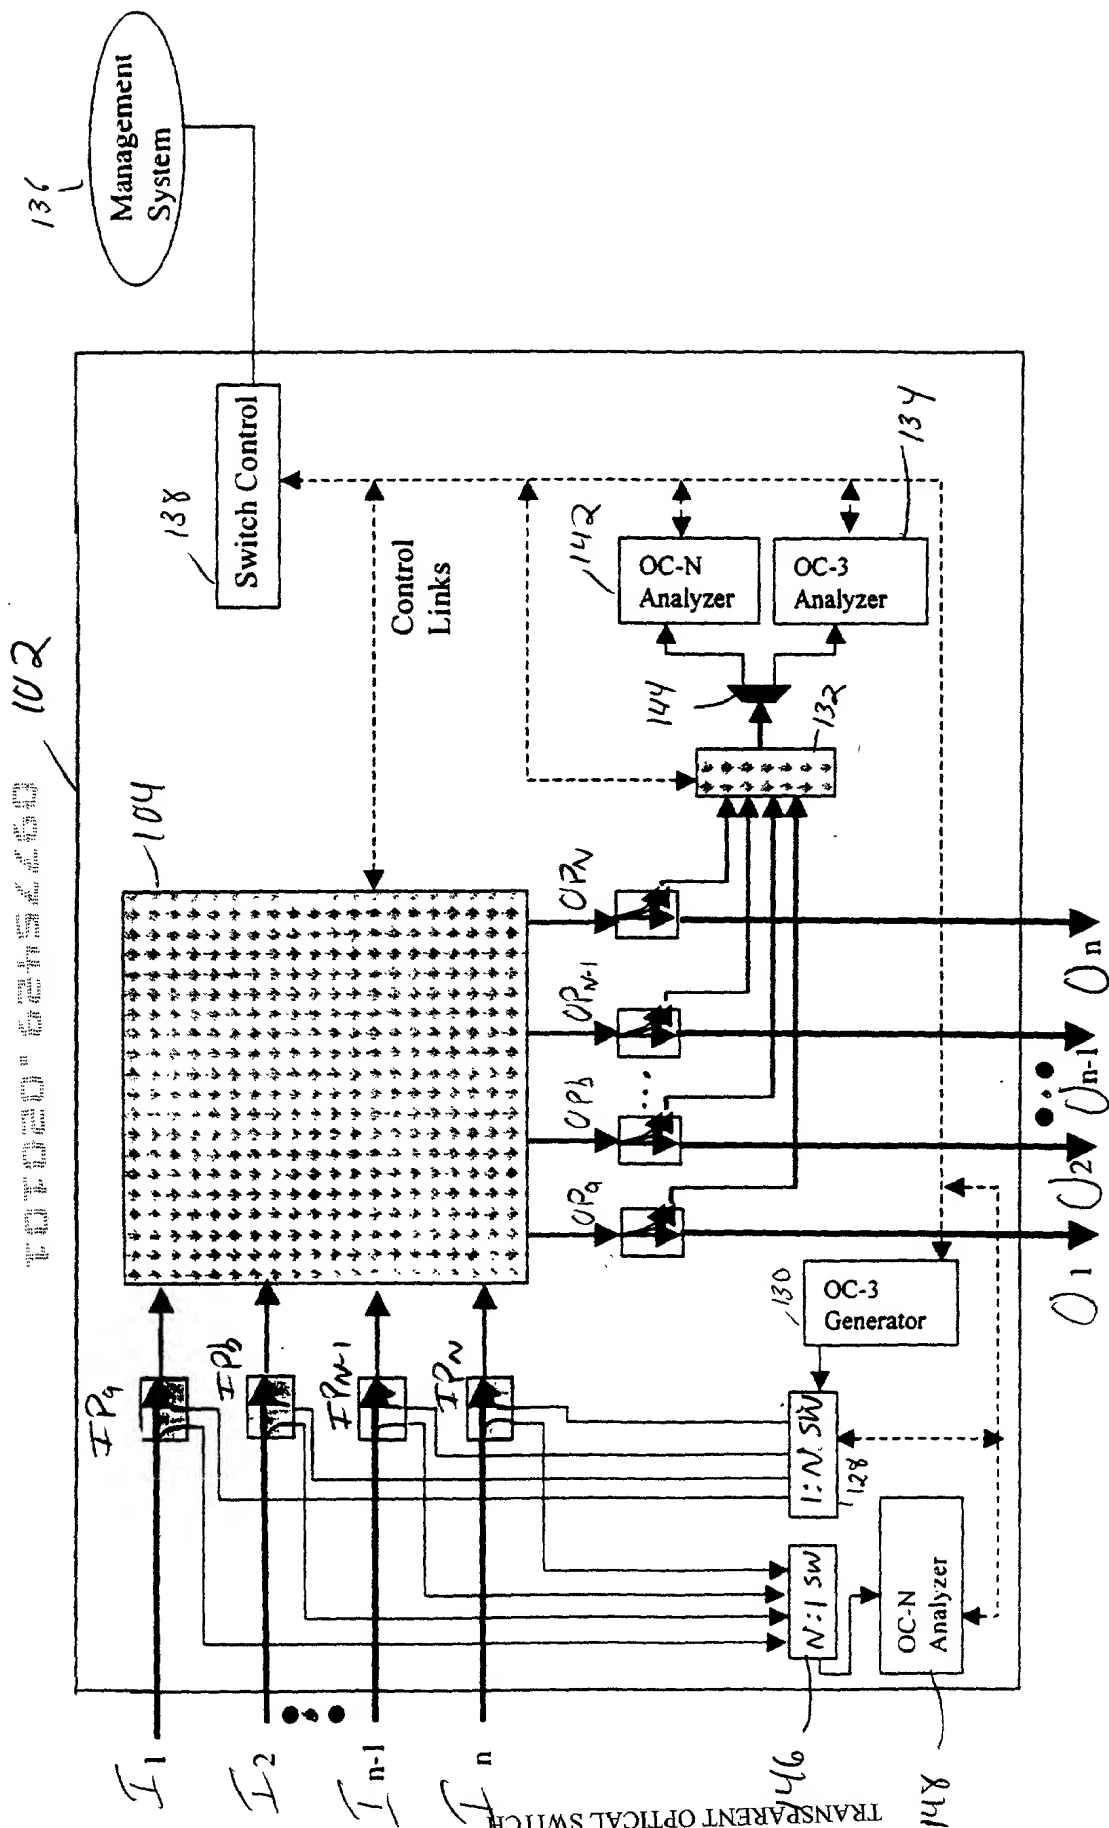 136
Management
System
102
138
Switch Control
Control
Links
104
142
OC-N
Analyzer
OC-3
Analyzer
134
144
132
IPa
IPb
IPN-1
IPN
OPa
OPb
OPN-1
OPN
...
I1
I2
In-1
In
O1
O2
On-1
On
130
OC-3
Generator
1:N SW
128
N:1 SW
146
OC-N
Analyzer
148
TRANSPARENT OPTICAL SWITCH